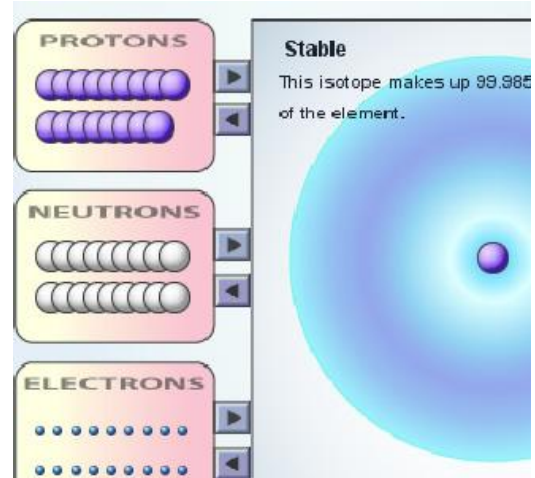 PROTONS
Stable
This isotope makes up 99.985
of the element.
NEUTRONS
ELECTRONS